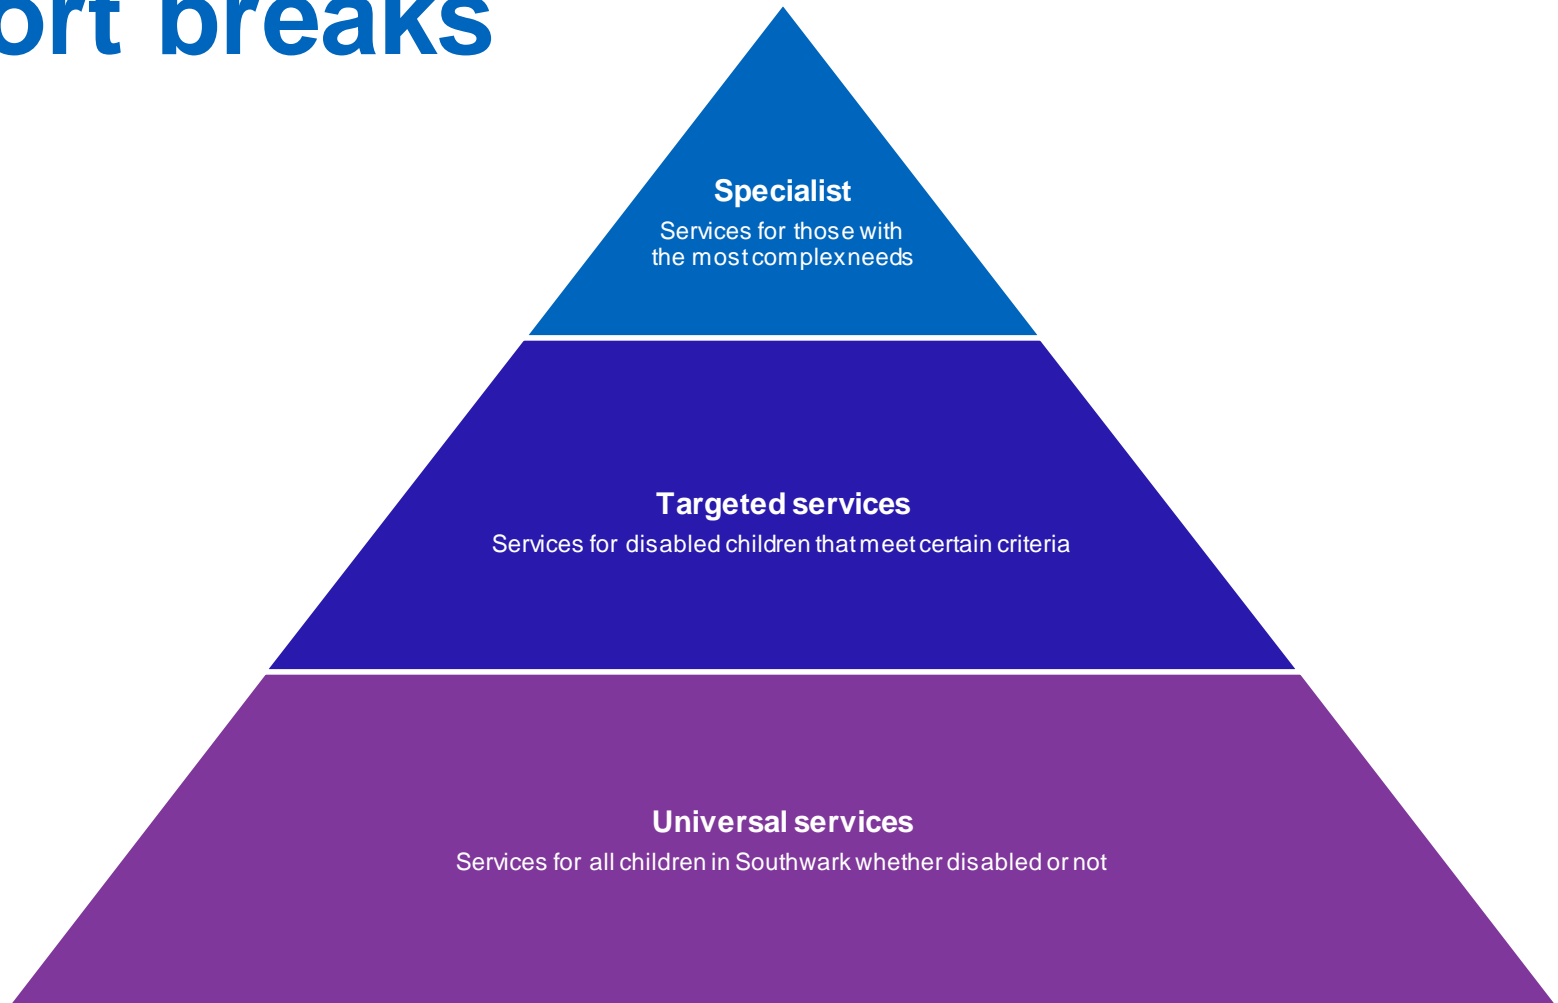 ort breaks
Specialist
Services for those with
the most complex needs
Targeted services
Services for disabled children that meet certain criteria
Universal services
Services for all children in Southwark whether disabled or not